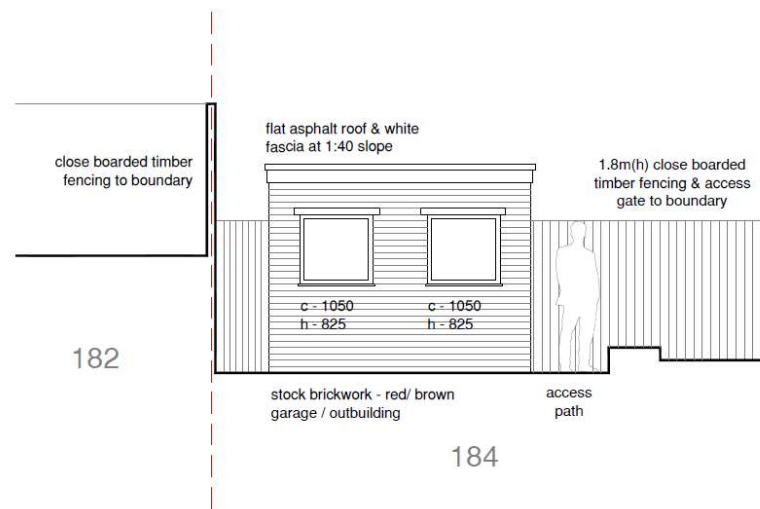 flat asphalt roof & white
fascia at 1:40 slope
close boarded timber
fencing to boundary
1.8m(h) close boarded
timber fencing & access
gate to boundary
c - 1050
h - 825
c - 1050
h - 825
182
stock brickwork - red/ brown
garage / outbuilding
access
path
184